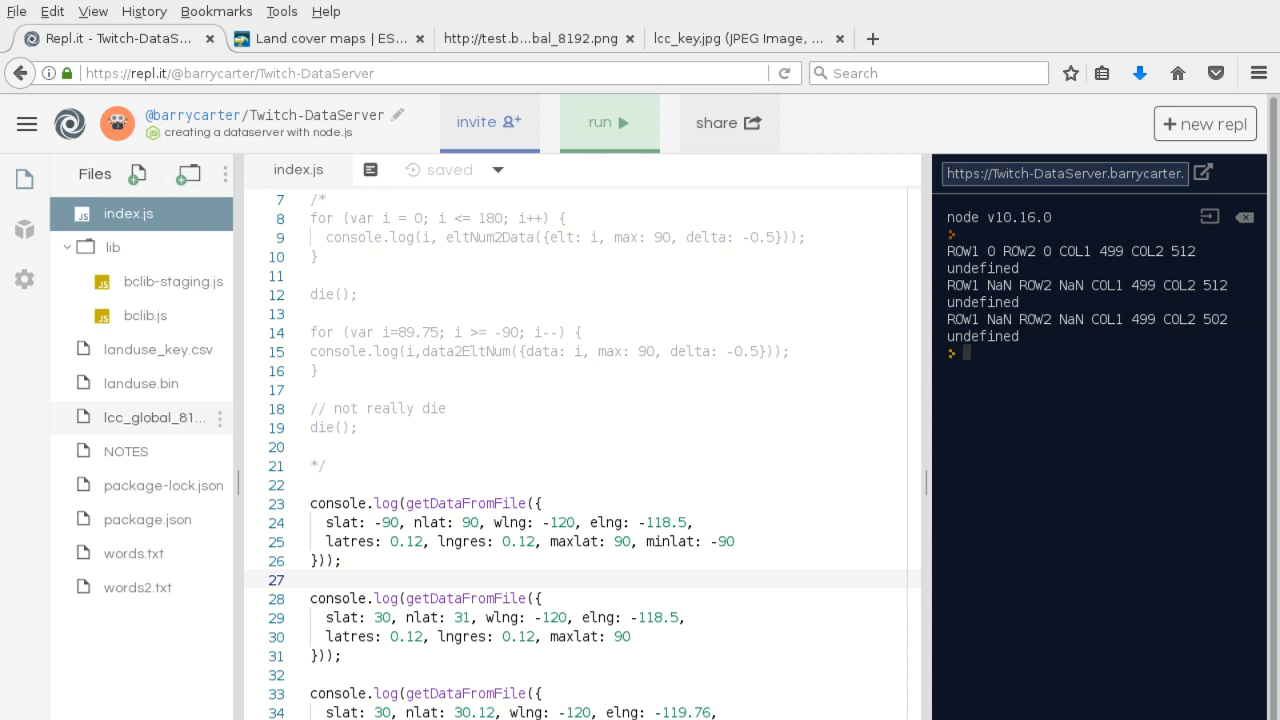 File Edit View History Bookmarks Tools Help
Repl.it - Twitch-DataS... × Land cover maps | ES... × http://test.b...bal_8192.png × lcc_key.jpg (JPEG Image, ... × +
https://repl.it/@barrycarter/Twitch-DataServer Search
@barrycarter/Twitch-DataServer
creating a dataserver with node.js
invite run share + new repl
Files
index.js
lib
bclib-staging.js
bclib.js
landuse_key.csv
landuse.bin
lcc_global_81...
NOTES
package-lock.json
package.json
words.txt
words2.txt
index.js saved
7 /*
8 for (var i = 0; i <= 180; i++) {
9 console.log(i, eltNum2Data({elt: i, max: 90, delta: -0.5}));
10 }
11
12 die();
13
14 for (var i=89.75; i >= -90; i--) {
15 console.log(i,data2EltNum({data: i, max: 90, delta: -0.5}));
16 }
17
18 // not really die
19 die();
20
21 */
22
23 console.log(getDataFromFile({
24 slat: -90, nlat: 90, wlng: -120, elng: -118.5,
25 latres: 0.12, lngres: 0.12, maxlat: 90, minlat: -90
26 }));
27
28 console.log(getDataFromFile({
29 slat: 30, nlat: 31, wlng: -120, elng: -118.5,
30 latres: 0.12, lngres: 0.12, maxlat: 90
31 }));
32
33 console.log(getDataFromFile({
34 slat: 30, nlat: 30.12, wlng: -120, elng: -119.76,
https://Twitch-DataServer.barrycarter.
node v10.16.0
>
ROW1 0 ROW2 0 COL1 499 COL2 512
undefined
ROW1 NaN ROW2 NaN COL1 499 COL2 512
undefined
ROW1 NaN ROW2 NaN COL1 499 COL2 502
undefined
>